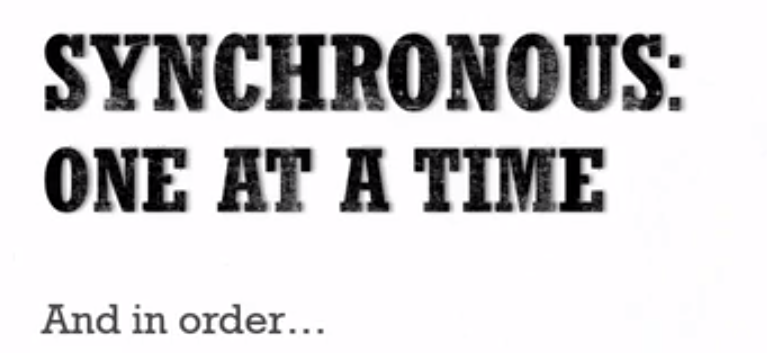 SYNCHRONOUS:
ONE AT A TIME
And in order...